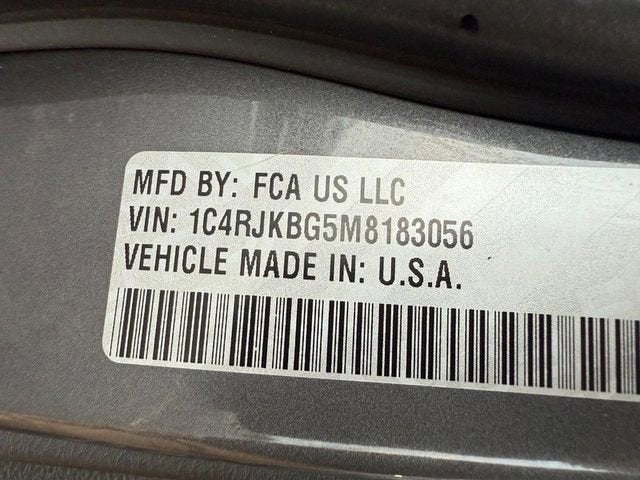 MFD BY: FCA US LLC
VIN: 1C4RJKBG5M8183056
VEHICLE MADE IN: U.S.A.